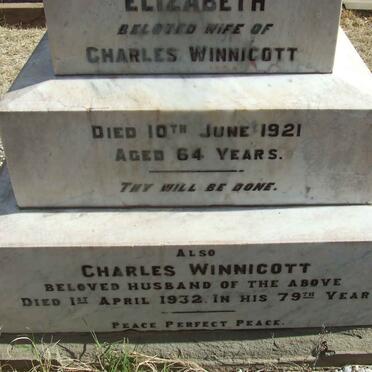 ELIZABETH
BELOVED WIFE OF
CHARLES WINNICOTT
DIED 10TH JUNE 1921
AGED 64 YEARS.
THY WILL BE DONE.
ALSO
CHARLES WINNICOTT
BELOVED HUSBAND OF THE ABOVE
DIED 1ST APRIL 1932. IN HIS 79TH YEAR
PEACE PERFECT PEACE.